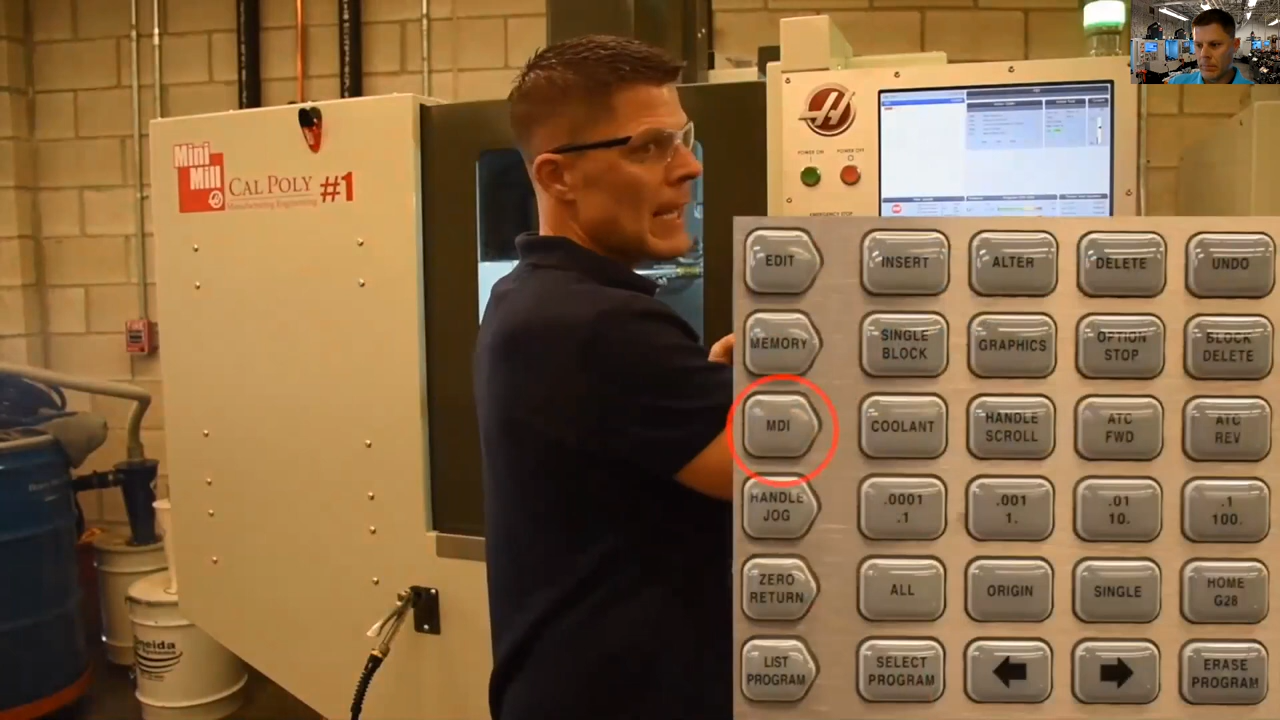 Mini
Mill
CAL POLY
Manufacturing Engineering
#1
POWER ON
POWER OFF
EMERGENCY STOP
EDIT
INSERT
ALTER
DELETE
UNDO
MEMORY
SINGLE
BLOCK
GRAPHICS
OPTION
STOP
BLOCK
DELETE
MDI
COOLANT
HANDLE
SCROLL
ATC
FWD
ATC
REV
HANDLE
JOG
.0001
.1
.001
1.
.01
10.
.1
100.
ZERO
RETURN
ALL
ORIGIN
SINGLE
HOME
G28
LIST
PROGRAM
SELECT
PROGRAM
ERASE
PROGRAM